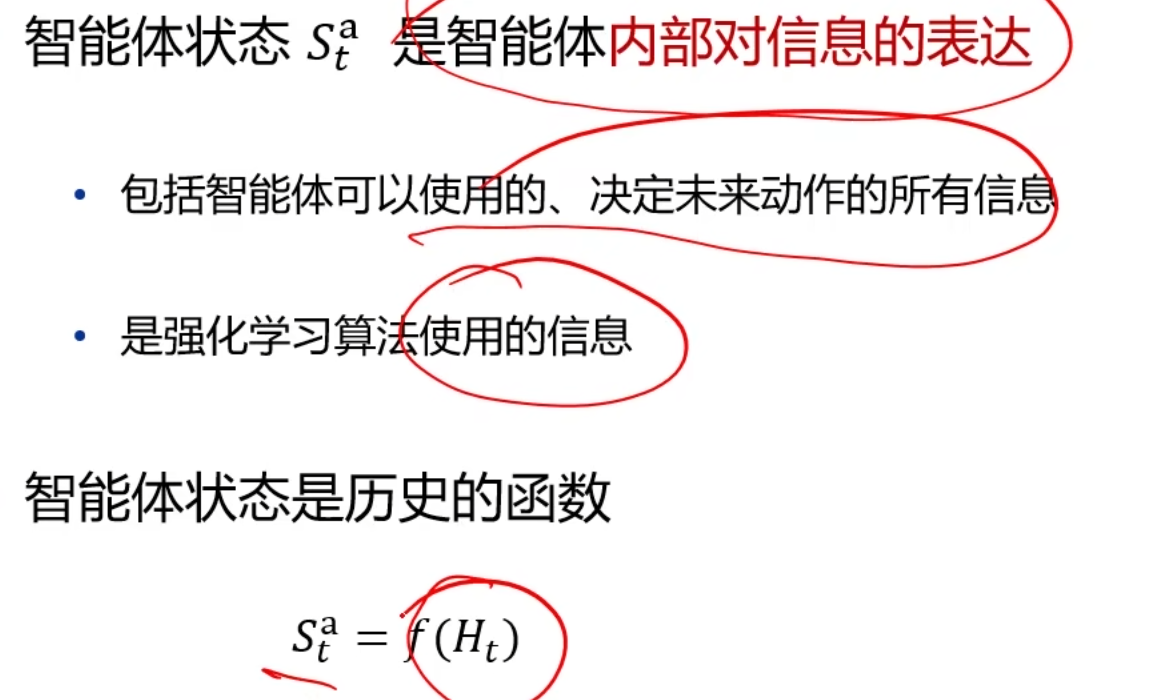 智能体状态 Sₜᵃ 是智能体内部对信息的表达
• 包括智能体可以使用的、决定未来动作的所有信息
• 是强化学习算法使用的信息
智能体状态是历史的函数
Sₜᵃ = f(Hₜ)